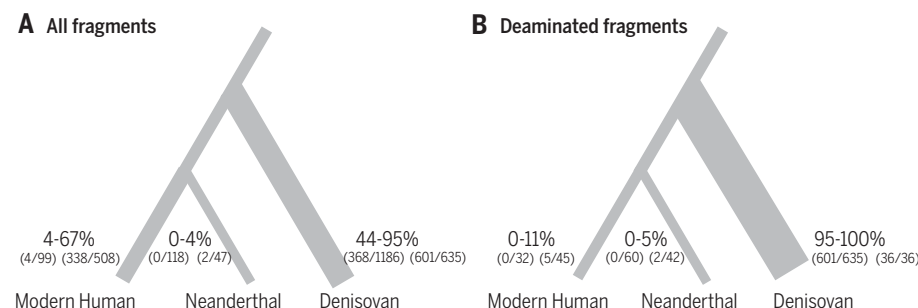 A All fragments
B Deaminated fragments
4-67%
(4/99) (338/508)
0-4%
(0/118) (2/47)
44-95%
(368/1186) (601/635)
Modern Human
Neanderthal
Denisovan
0-11%
(0/32) (5/45)
0-5%
(0/60) (2/42)
95-100%
(601/635) (36/36)
Modern Human
Neanderthal
Denisovan